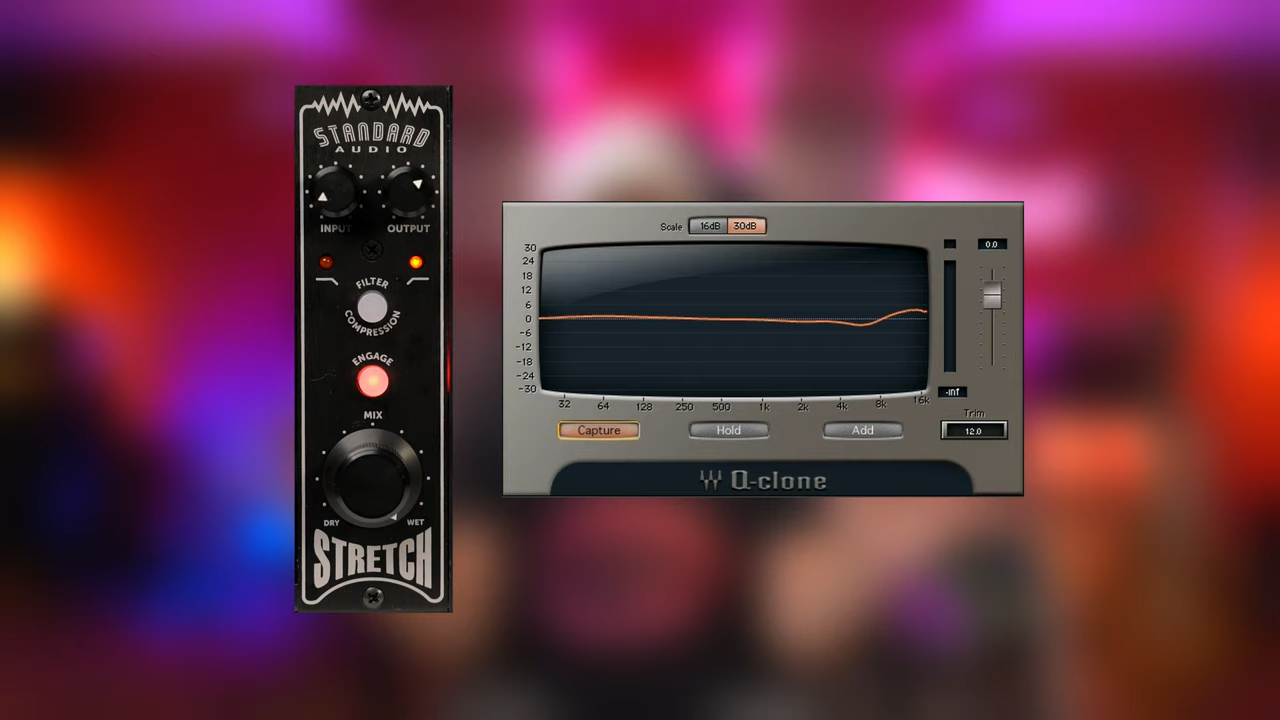 STANDARD
AUDIO
INPUT OUTPUT
FILTER
COMPRESSION
ENGAGE
MIX
DRY WET
STRETCH
Scale 16dB 30dB
30
24
18
12
6
0
-6
-12
-18
-24
-30
32 64 128 250 500 1k 2k 4k 8k 16k
0.0
-inf
Trim
12.0
Capture Hold Add
Q-clone